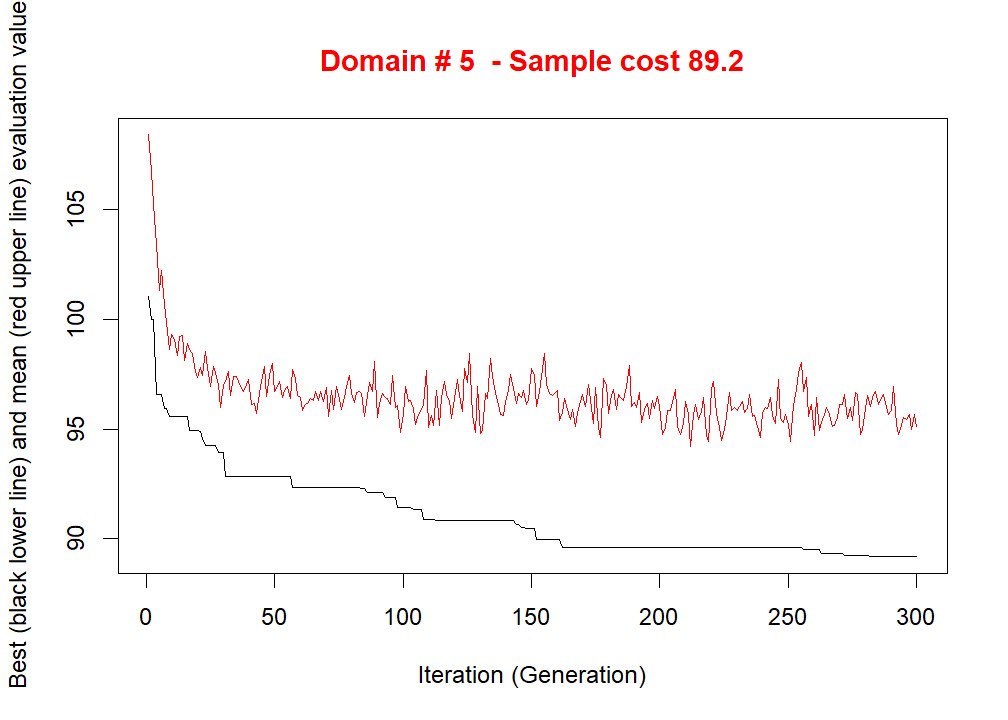 Domain # 5  - Sample cost 89.2
Best (black lower line) and mean (red upper line) evaluation value
105
100
95
90
0 50 100 150 200 250 300
Iteration (Generation)